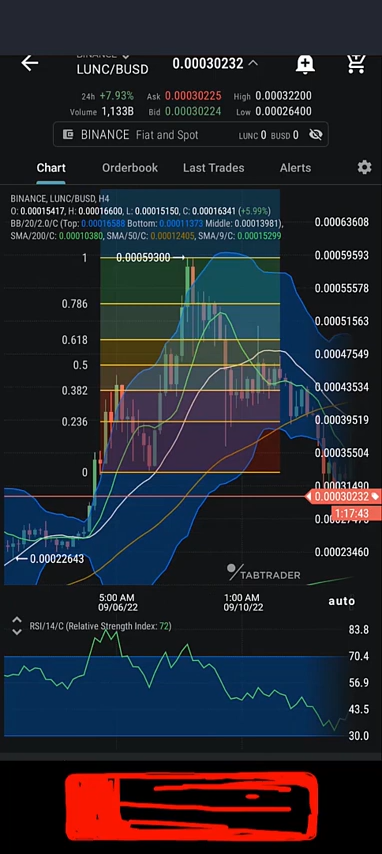 BINANCE
LUNC/BUSD 0.00030232
24h +7.93% Ask 0.00030225 High 0.00032200
Volume 1,133B Bid 0.00030224 Low 0.00026400
BINANCE Fiat and Spot LUNC 0 BUSD 0
Chart Orderbook Last Trades Alerts
BINANCE, LUNC/BUSD, H4
O: 0.00015417, H: 0.00016600, L: 0.00015150, C: 0.00016341 (+5.99%)
BB/20/2.0/C (Top: 0.00016588 Bottom: 0.00011373 Middle: 0.00013981),
SMA/200/C: 0.00010380, SMA/50/C: 0.00012405, SMA/9/C: 0.00015299
0.00063608
1 0.00059300 → 0.00059593
0.00055578
0.786
0.00051563
0.618
0.00047549
0.5
0.382 0.00043534
0.236 0.00039519
0.00035504
0
0.00031490
0.00030232
1:17:43
← 0.00022643 0.00023460
TABTRADER
5:00 AM 1:00 AM
09/06/22 09/10/22
auto
RSI/14/C (Relative Strength Index: 72) 83.8
70.4
56.9
43.5
30.0